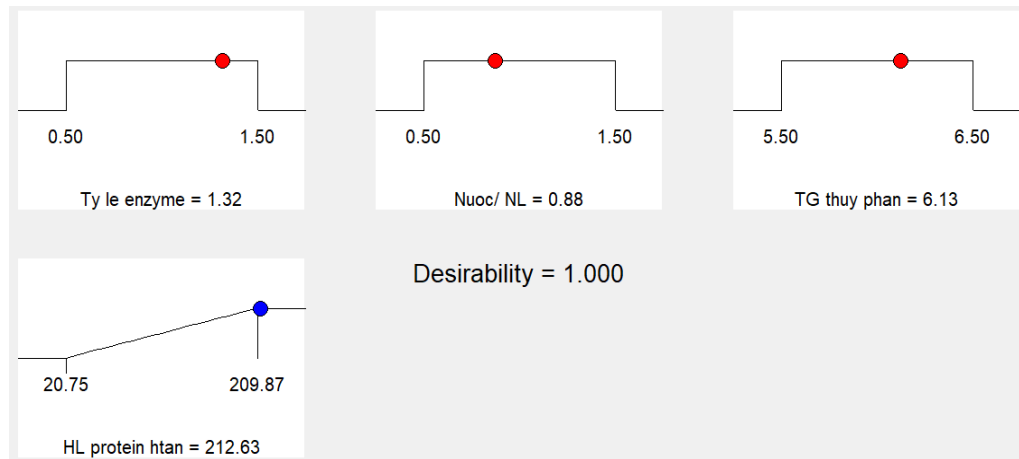 0.50 1.50
Ty le enzyme = 1.32
0.50 1.50
Nuoc/ NL = 0.88
5.50 6.50
TG thuy phan = 6.13
20.75 209.87
HL protein htan = 212.63
Desirability = 1.000